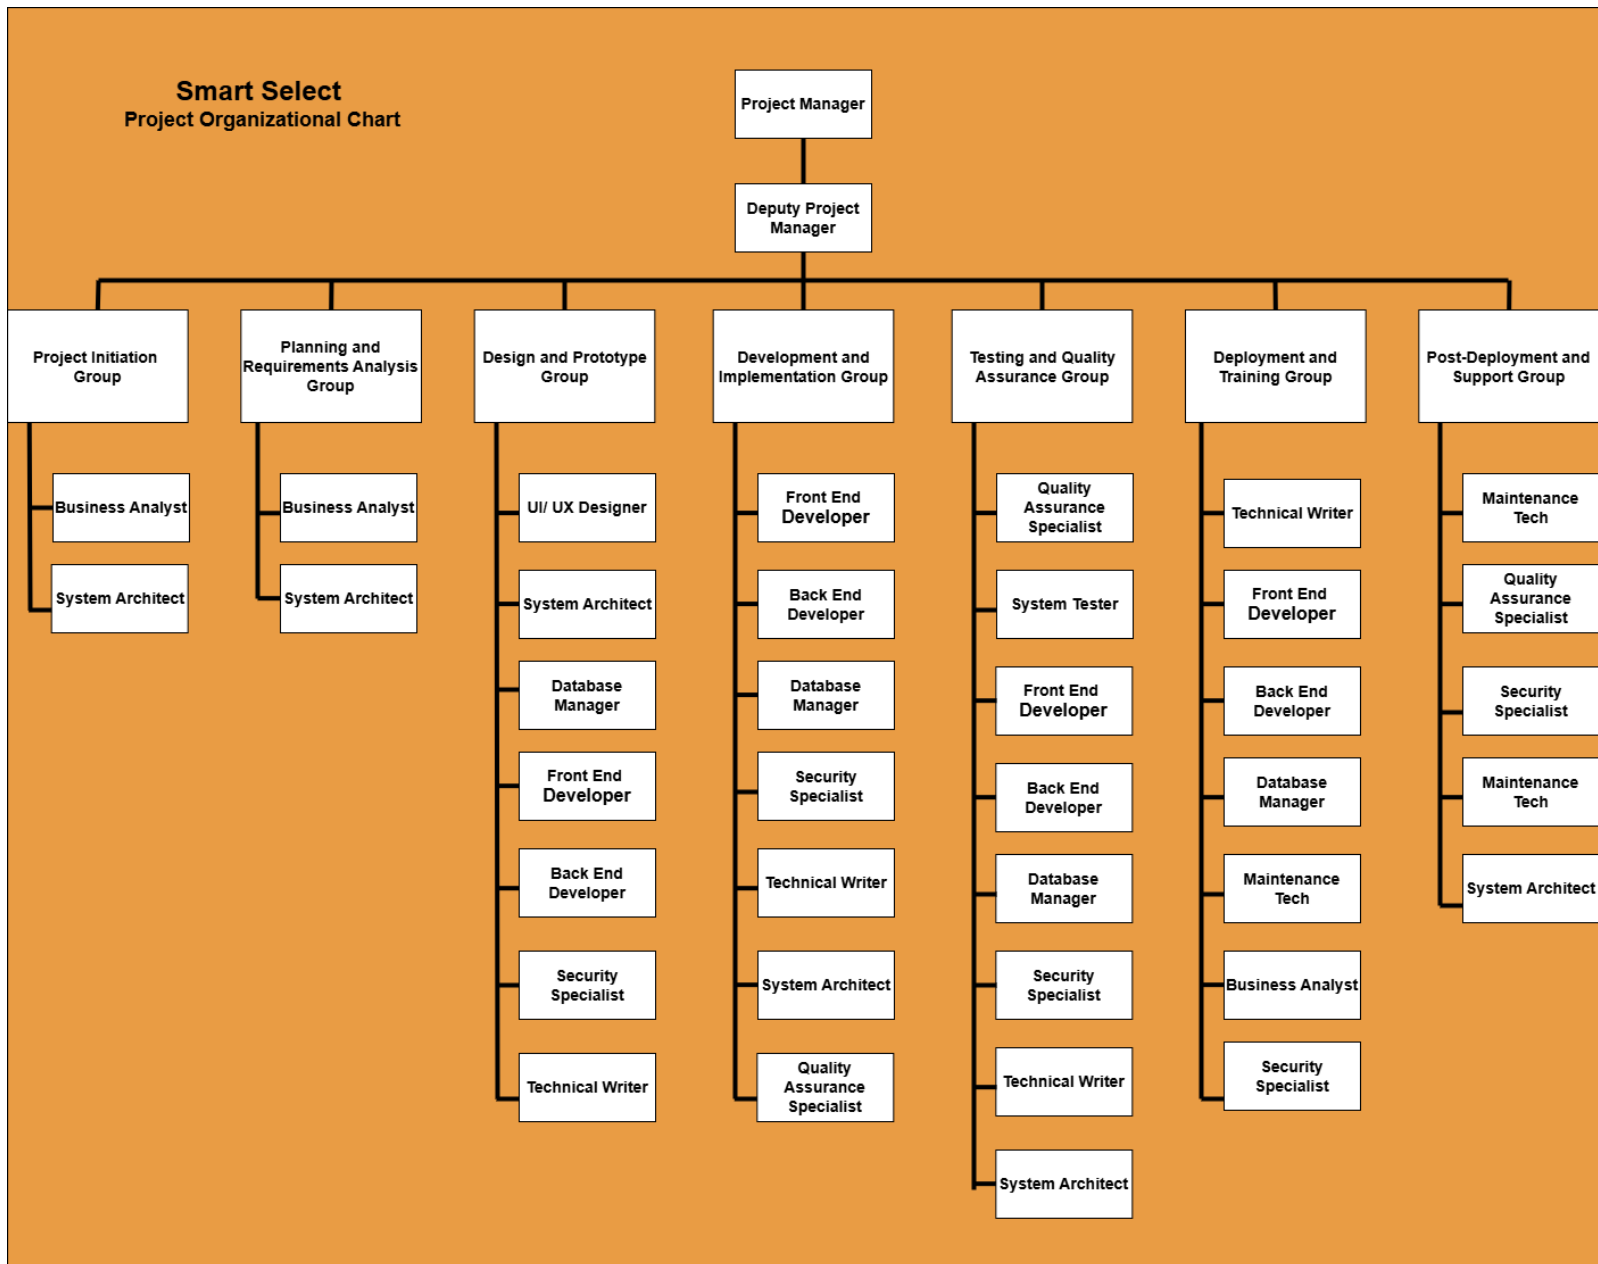 Smart Select
Project Organizational Chart
Project Manager
Deputy Project
Manager
Project Initiation
Group
Business Analyst
System Architect
Planning and
Requirements Analysis
Group
Business Analyst
System Architect
Design and Prototype
Group
UI/ UX Designer
System Architect
Database
Manager
Front End
Developer
Back End
Developer
Security
Specialist
Technical Writer
Development and
Implementation Group
Front End
Developer
Back End
Developer
Database
Manager
Security
Specialist
Technical Writer
System Architect
Quality
Assurance
Specialist
Testing and Quality
Assurance Group
Quality
Assurance
Specialist
System Tester
Front End
Developer
Back End
Developer
Database
Manager
Security
Specialist
Technical Writer
System Architect
Deployment and
Training Group
Technical Writer
Front End
Developer
Back End
Developer
Database
Manager
Maintenance
Tech
Business Analyst
Security
Specialist
Post-Deployment and
Support Group
Maintenance
Tech
Quality
Assurance
Specialist
Security
Specialist
Maintenance
Tech
System Architect